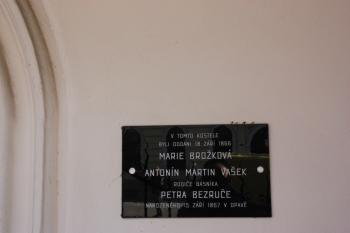 V TOMTO KOSTELE
BYLI ODDÁNI 18. ZÁŘÍ 1866
MARIE BROŽKOVÁ
ANTONÍN MARTIN VAŠEK
RODIČE BÁSNÍKA
PETRA BEZRUČE
NAROZENÉHO 15. ZÁŘÍ 1867 V OPAVĚ